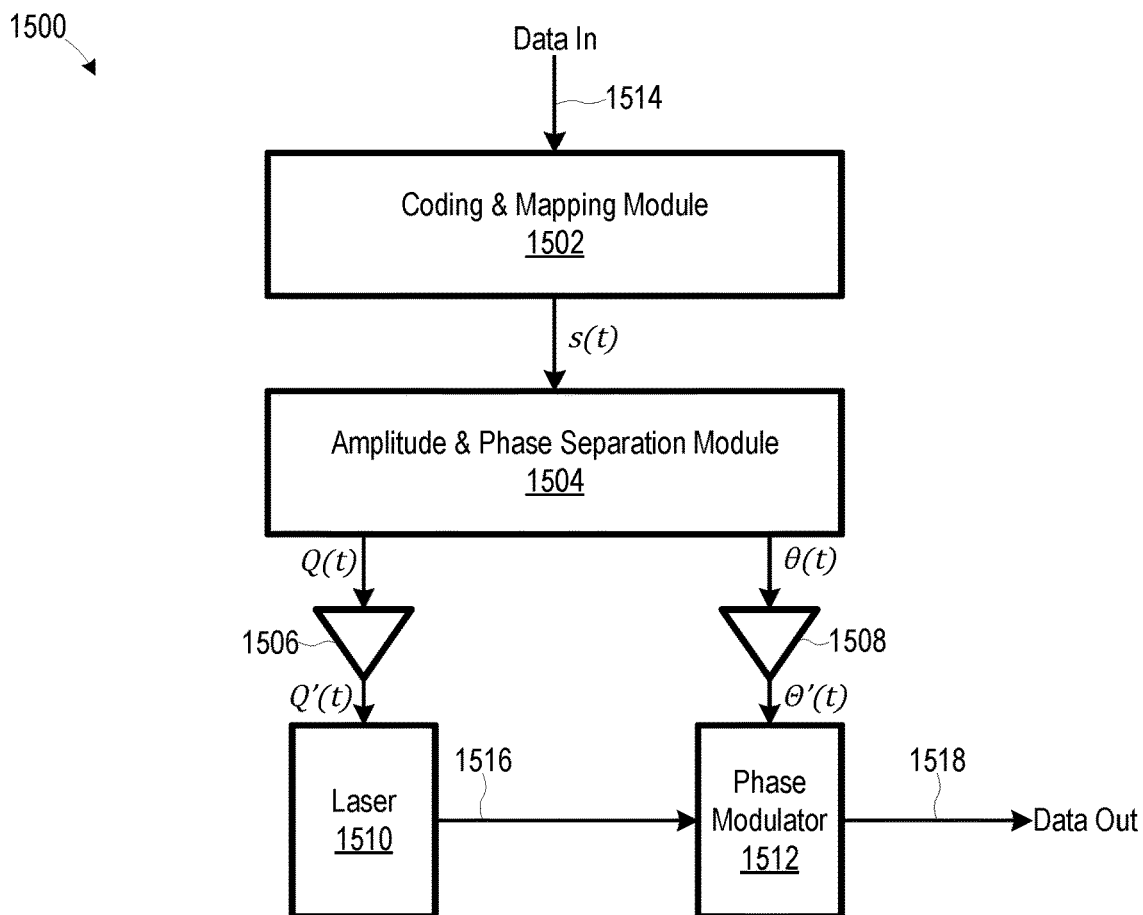 1500
Data In
1514
Coding & Mapping Module
1502
s(t)
Amplitude & Phase Separation Module
1504
Q(t)
θ(t)
1506
1508
Q’(t)
Θ’(t)
1516
1518
Laser
1510
Phase
Modulator
1512
Data Out